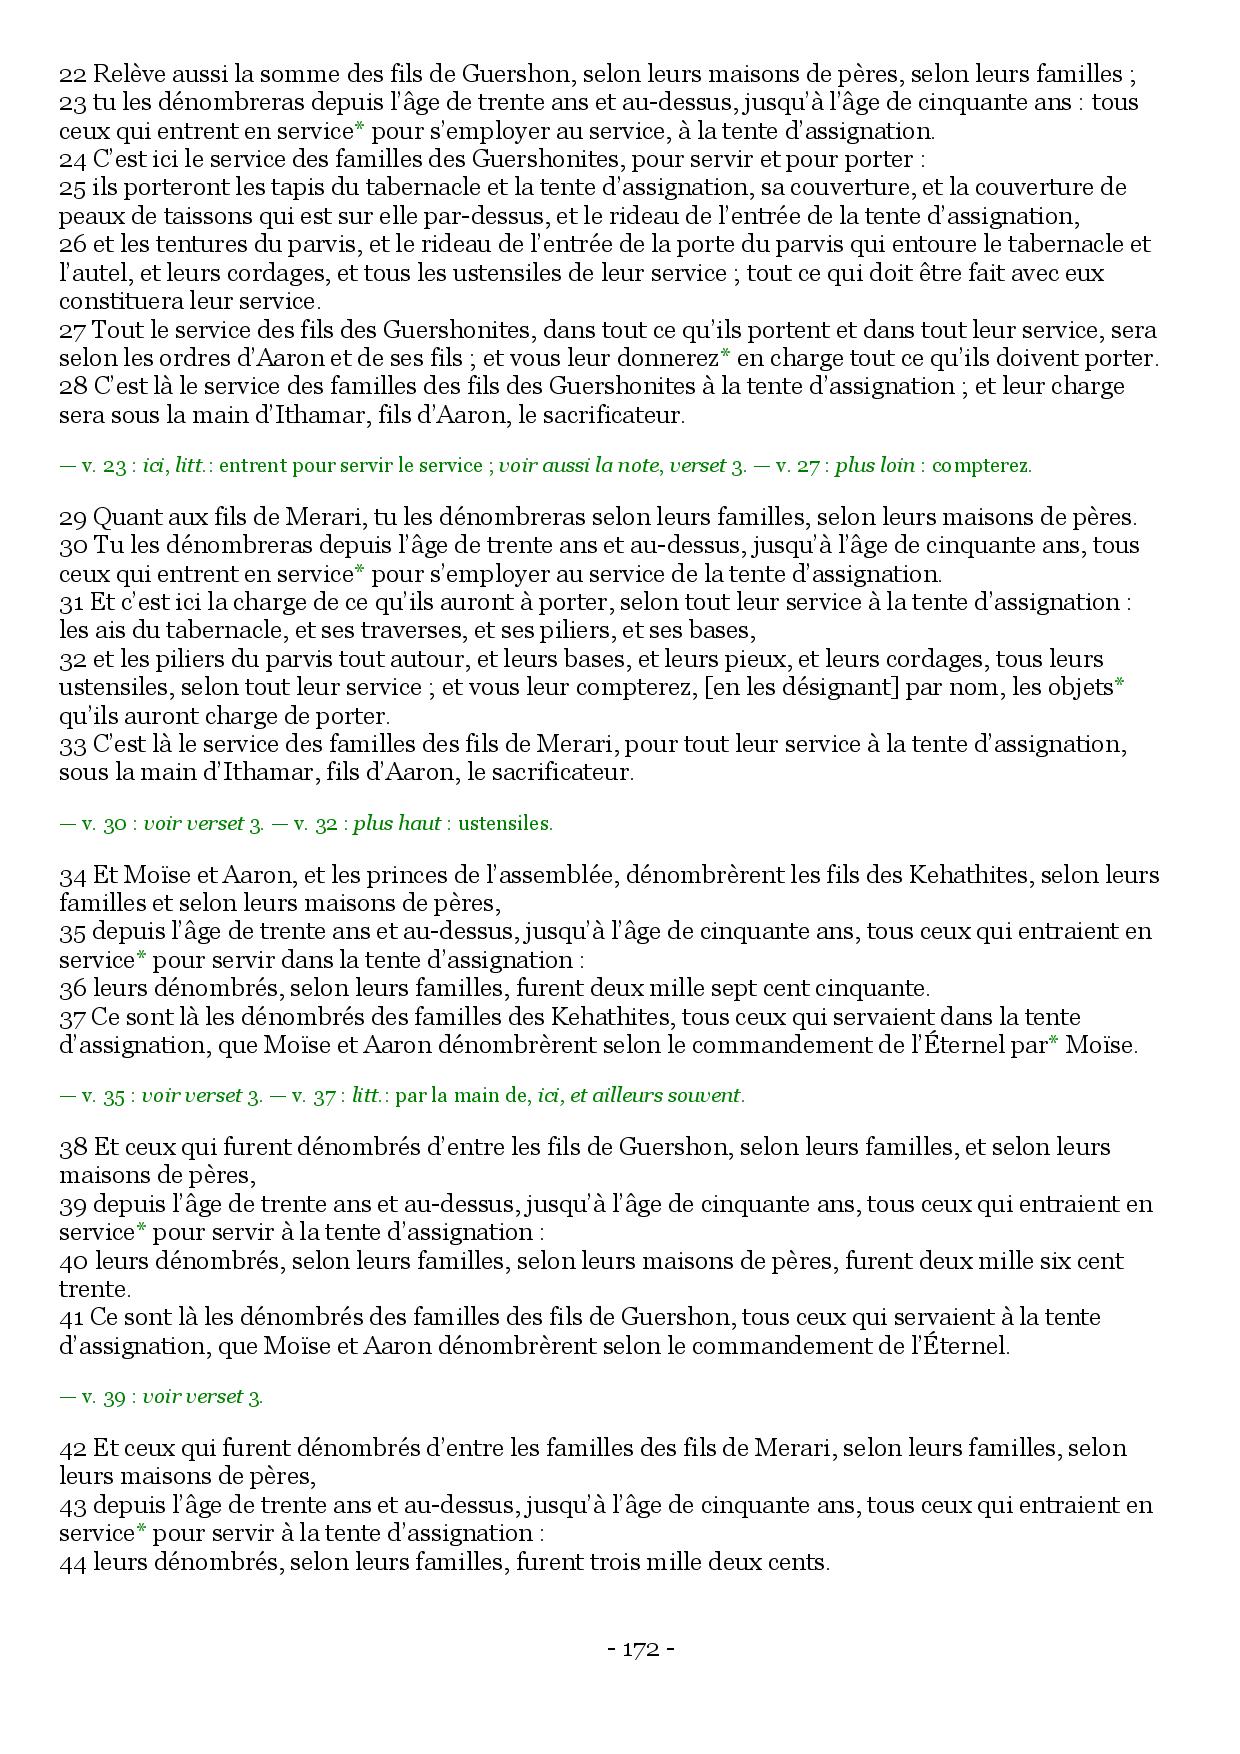 22 Relève aussi la somme des fils de Guershon, selon leurs maisons de pères, selon leurs familles ;
23 tu les dénombreras depuis l’âge de trente ans et au-dessus, jusqu’à l’âge de cinquante ans : tous
ceux qui entrent en service* pour s’employer au service, à la tente d’assignation.
24 C’est ici le service des familles des Guershonites, pour servir et pour porter :
25 ils porteront les tapis du tabernacle et la tente d’assignation, sa couverture, et la couverture de
peaux de taissons qui est sur elle par-dessus, et le rideau de l’entrée de la tente d’assignation,
26 et les tentures du parvis, et le rideau de l’entrée de la porte du parvis qui entoure le tabernacle et
l’autel, et leurs cordages, et tous les ustensiles de leur service ; tout ce qui doit être fait avec eux
constituera leur service.
27 Tout le service des fils des Guershonites, dans tout ce qu’ils portent et dans tout leur service, sera
selon les ordres d’Aaron et de ses fils ; et vous leur donnerez* en charge tout ce qu’ils doivent porter.
28 C’est là le service des familles des fils des Guershonites à la tente d’assignation ; et leur charge
sera sous la main d’Ithamar, fils d’Aaron, le sacrificateur.
— v. 23 : ici, litt.: entrent pour servir le service ; voir aussi la note, verset 3. — v. 27 : plus loin : compterez.
29 Quant aux fils de Merari, tu les dénombreras selon leurs familles, selon leurs maisons de pères.
30 Tu les dénombreras depuis l’âge de trente ans et au-dessus, jusqu’à l’âge de cinquante ans, tous
ceux qui entrent en service* pour s’employer au service de la tente d’assignation.
31 Et c’est ici la charge de ce qu’ils auront à porter, selon tout leur service à la tente d’assignation :
les ais du tabernacle, et ses traverses, et ses piliers, et ses bases,
32 et les piliers du parvis tout autour, et leurs bases, et leurs pieux, et leurs cordages, tous leurs
ustensiles, selon tout leur service ; et vous leur compterez, [en les désignant] par nom, les objets*
qu’ils auront charge de porter.
33 C’est là le service des familles des fils de Merari, pour tout leur service à la tente d’assignation,
sous la main d’Ithamar, fils d’Aaron, le sacrificateur.
— v. 30 : voir verset 3. — v. 32 : plus haut : ustensiles.
34 Et Moïse et Aaron, et les princes de l’assemblée, dénombrèrent les fils des Kehathites, selon leurs
familles et selon leurs maisons de pères,
35 depuis l’âge de trente ans et au-dessus, jusqu’à l’âge de cinquante ans, tous ceux qui entraient en
service* pour servir dans la tente d’assignation :
36 leurs dénombrés, selon leurs familles, furent deux mille sept cent cinquante.
37 Ce sont là les dénombrés des familles des Kehathites, tous ceux qui servaient dans la tente
d’assignation, que Moïse et Aaron dénombrèrent selon le commandement de l’Éternel par* Moïse.
— v. 35 : voir verset 3. — v. 37 : litt.: par la main de, ici, et ailleurs souvent.
38 Et ceux qui furent dénombrés d’entre les fils de Guershon, selon leurs familles, et selon leurs
maisons de pères,
39 depuis l’âge de trente ans et au-dessus, jusqu’à l’âge de cinquante ans, tous ceux qui entraient en
service* pour servir à la tente d’assignation :
40 leurs dénombrés, selon leurs familles, selon leurs maisons de pères, furent deux mille six cent
trente.
41 Ce sont là les dénombrés des familles des fils de Guershon, tous ceux qui servaient à la tente
d’assignation, que Moïse et Aaron dénombrèrent selon le commandement de l’Éternel.
— v. 39 : voir verset 3.
42 Et ceux qui furent dénombrés d’entre les familles des fils de Merari, selon leurs familles, selon
leurs maisons de pères,
43 depuis l’âge de trente ans et au-dessus, jusqu’à l’âge de cinquante ans, tous ceux qui entraient en
service* pour servir à la tente d’assignation :
44 leurs dénombrés, selon leurs familles, furent trois mille deux cents.
- 172 -